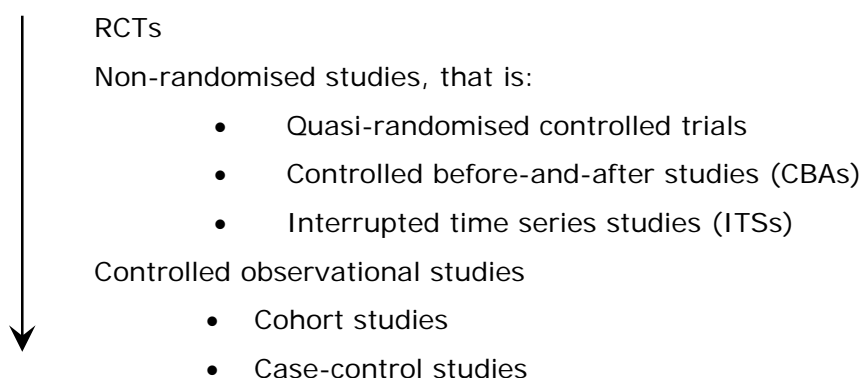 RCTs
Non-randomised studies, that is:
• Quasi-randomised controlled trials
• Controlled before-and-after studies (CBAs)
• Interrupted time series studies (ITSs)
Controlled observational studies
• Cohort studies
• Case-control studies